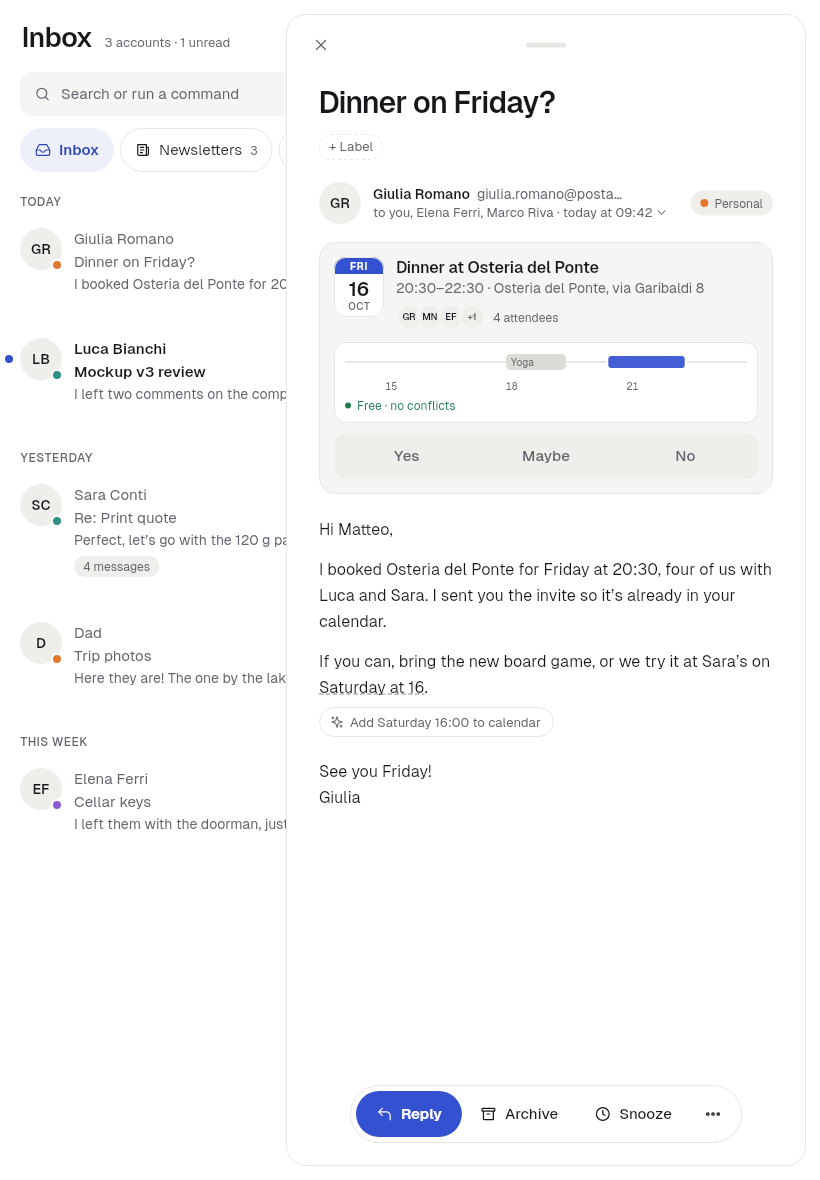 Inbox 3 accounts · 1 unread
Search or run a command
Inbox Newsletters 3
TODAY
GR Giulia Romano
Dinner on Friday?
I booked Osteria del Ponte for 20
LB Luca Bianchi
Mockup v3 review
I left two comments on the comp
YESTERDAY
SC Sara Conti
Re: Print quote
Perfect, let's go with the 120 g pa
4 messages
D Dad
Trip photos
Here they are! The one by the lak
THIS WEEK
EF Elena Ferri
Cellar keys
I left them with the doorman, just
Dinner on Friday?
+ Label
GR Giulia Romano giulia.romano@posta…
to you, Elena Ferri, Marco Riva · today at 09:42
Personal
FRI
16
OCT
Dinner at Osteria del Ponte
20:30–22:30 · Osteria del Ponte, via Garibaldi 8
GR MN EF +1 4 attendees
Yoga
15 18 21
Free · no conflicts
Yes Maybe No
Hi Matteo,
I booked Osteria del Ponte for Friday at 20:30, four of us with
Luca and Sara. I sent you the invite so it's already in your
calendar.
If you can, bring the new board game, or we try it at Sara's on
Saturday at 16.
Add Saturday 16:00 to calendar
See you Friday!
Giulia
Reply Archive Snooze